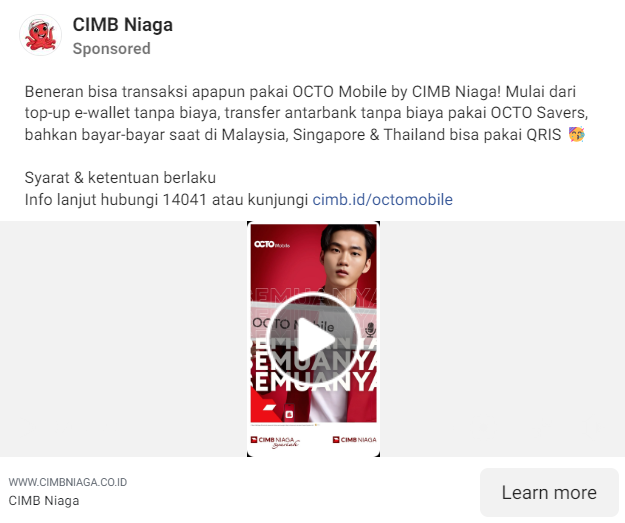 CIMB Niaga
Sponsored
Beneran bisa transaksi apapun pakai OCTO Mobile by CIMB Niaga! Mulai dari
top-up e-wallet tanpa biaya, transfer antarbank tanpa biaya pakai OCTO Savers,
bahkan bayar-bayar saat di Malaysia, Singapore & Thailand bisa pakai QRIS 🥳
Syarat & ketentuan berlaku
Info lanjut hubungi 14041 atau kunjungi cimb.id/octomobile
OCTO Mobile
SEMUANYA
OCTO Mobile
SEMUANYA
SEMUANYA
CIMB NIAGA Syariah CIMB NIAGA
WWW.CIMBNIAGA.CO.ID
CIMB Niaga
Learn more